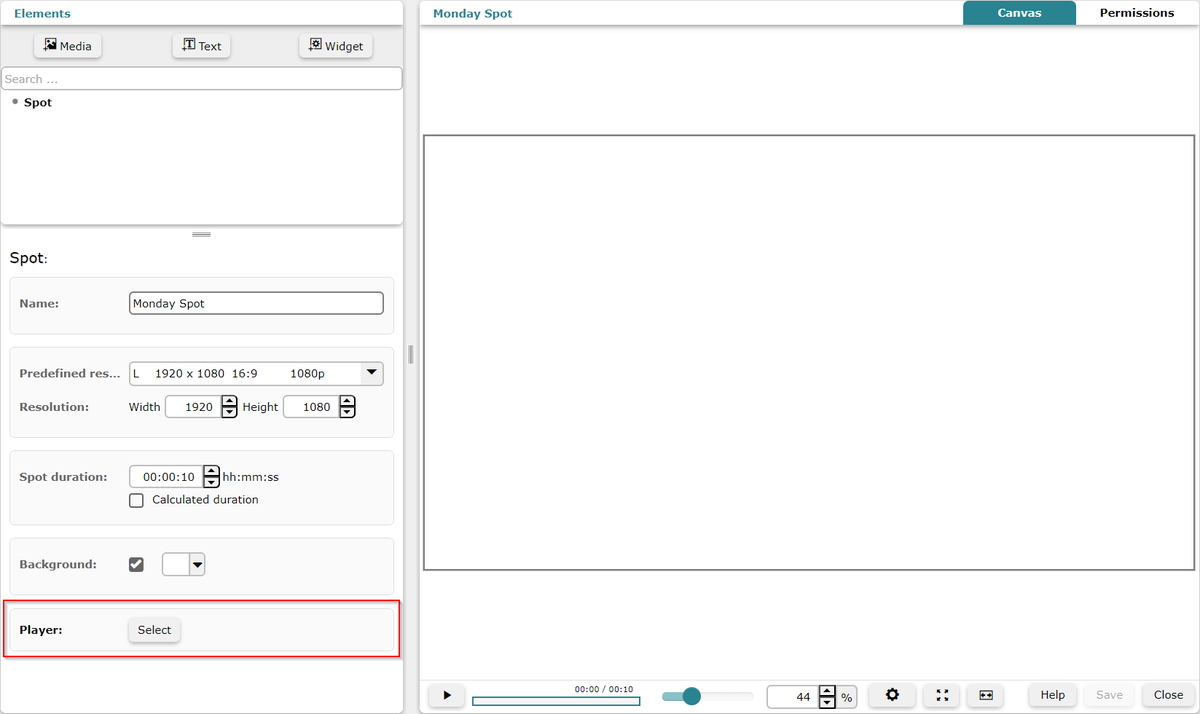 Elements
Media Text Widget
Search ...
Spot
Spot:
Name: Monday Spot
Predefined res... L 1920 x 1080 16:9 1080p
Resolution: Width 1920 Height 1080
Spot duration: 00:00:10 hh:mm:ss
Calculated duration
Background:
Player: Select
Monday Spot Canvas Permissions
00:00 / 00:10
44 % Help Save Close